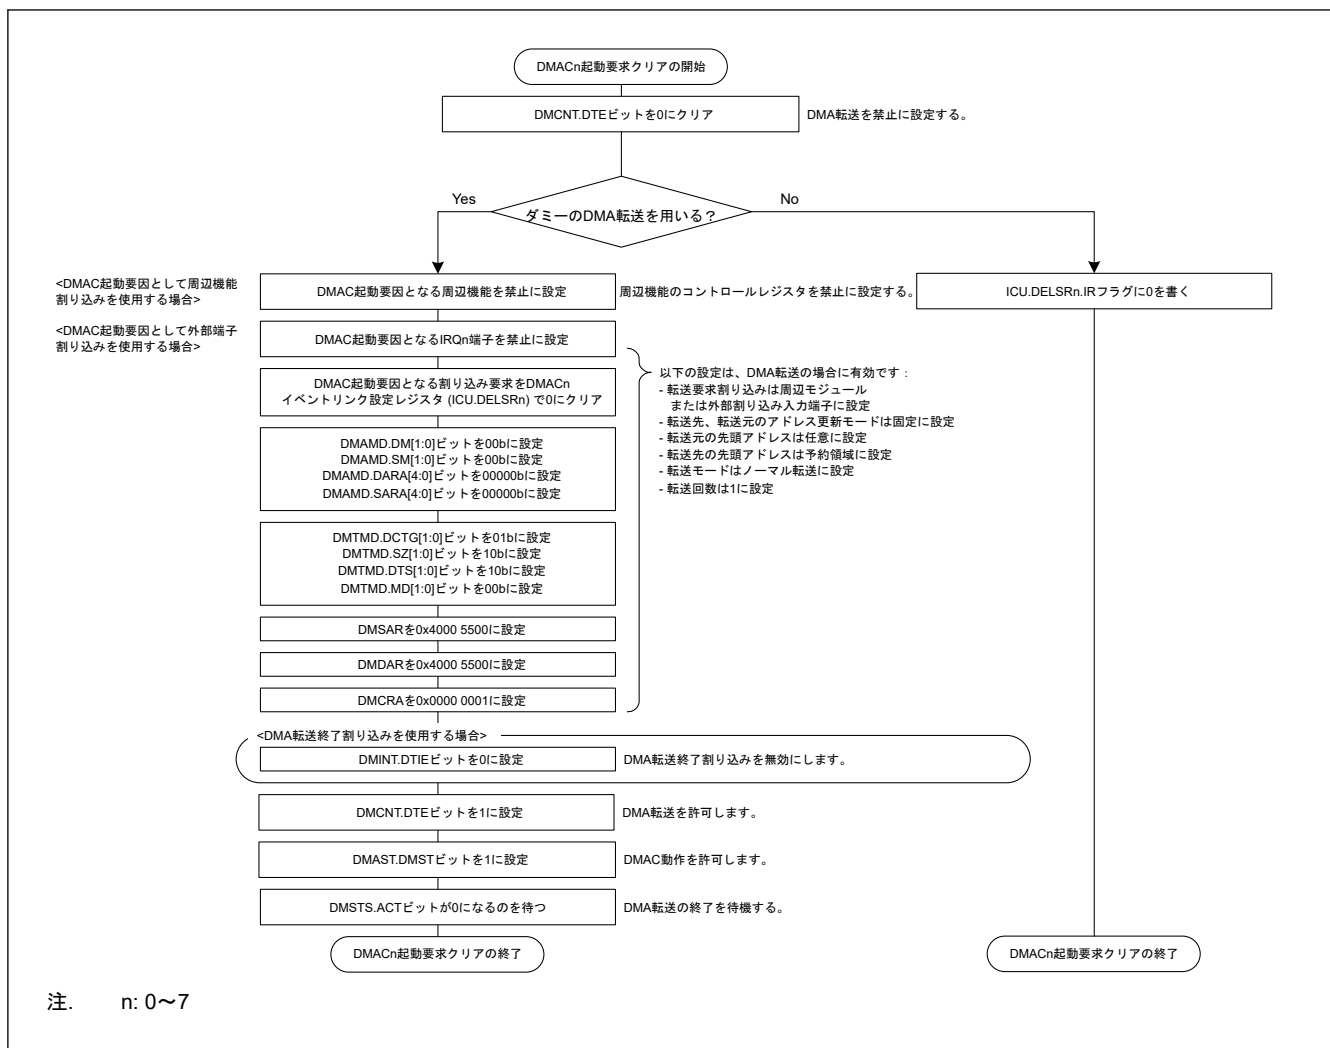 DMACn起動要求クリアの開始
DMCNT.DTEビットを0にクリア
DMA転送を禁止に設定する。
ダミーのDMA転送を用いる？
Yes
No
<DMAC起動要因として周辺機能
割り込みを使用する場合>
DMAC起動要因となる周辺機能を禁止に設定
周辺機能のコントロールレジスタを禁止に設定する。
ICU.DELSRn.IRフラグに0を書く
<DMAC起動要因として外部端子
割り込みを使用する場合>
DMAC起動要因となるIRQn端子を禁止に設定
DMAC起動要因となる割り込み要求をDMACn
イベントリンク設定レジスタ (ICU.DELSRn) で0にクリア
以下の設定は、DMA転送の場合に有効です：
- 転送要求割り込みは周辺モジュール
または外部割り込み入力端子に設定
- 転送先、転送元のアドレス更新モードは固定に設定
- 転送元の先頭アドレスは任意に設定
- 転送先の先頭アドレスは予約領域に設定
- 転送モードはノーマル転送に設定
- 転送回数は1に設定
DMAMD.DM[1:0]ビットを00bに設定
DMAMD.SM[1:0]ビットを00bに設定
DMAMD.DARA[4:0]ビットを00000bに設定
DMAMD.SARA[4:0]ビットを00000bに設定
DMTMD.DCTG[1:0]ビットを01bに設定
DMTMD.SZ[1:0]ビットを10bに設定
DMTMD.DTS[1:0]ビットを10bに設定
DMTMD.MD[1:0]ビットを00bに設定
DMSARを0x4000 5500に設定
DMDARを0x4000 5500に設定
DMCRAを0x0000 0001に設定
<DMA転送終了割り込みを使用する場合>
DMINT.DTIEビットを0に設定
DMA転送終了割り込みを無効にします。
DMCNT.DTEビットを1に設定
DMA転送を許可します。
DMAST.DMSTビットを1に設定
DMAC動作を許可します。
DMSTS.ACTビットが0になるのを待つ
DMA転送の終了を待機する。
DMACn起動要求クリアの終了
DMACn起動要求クリアの終了
注. n: 0～7